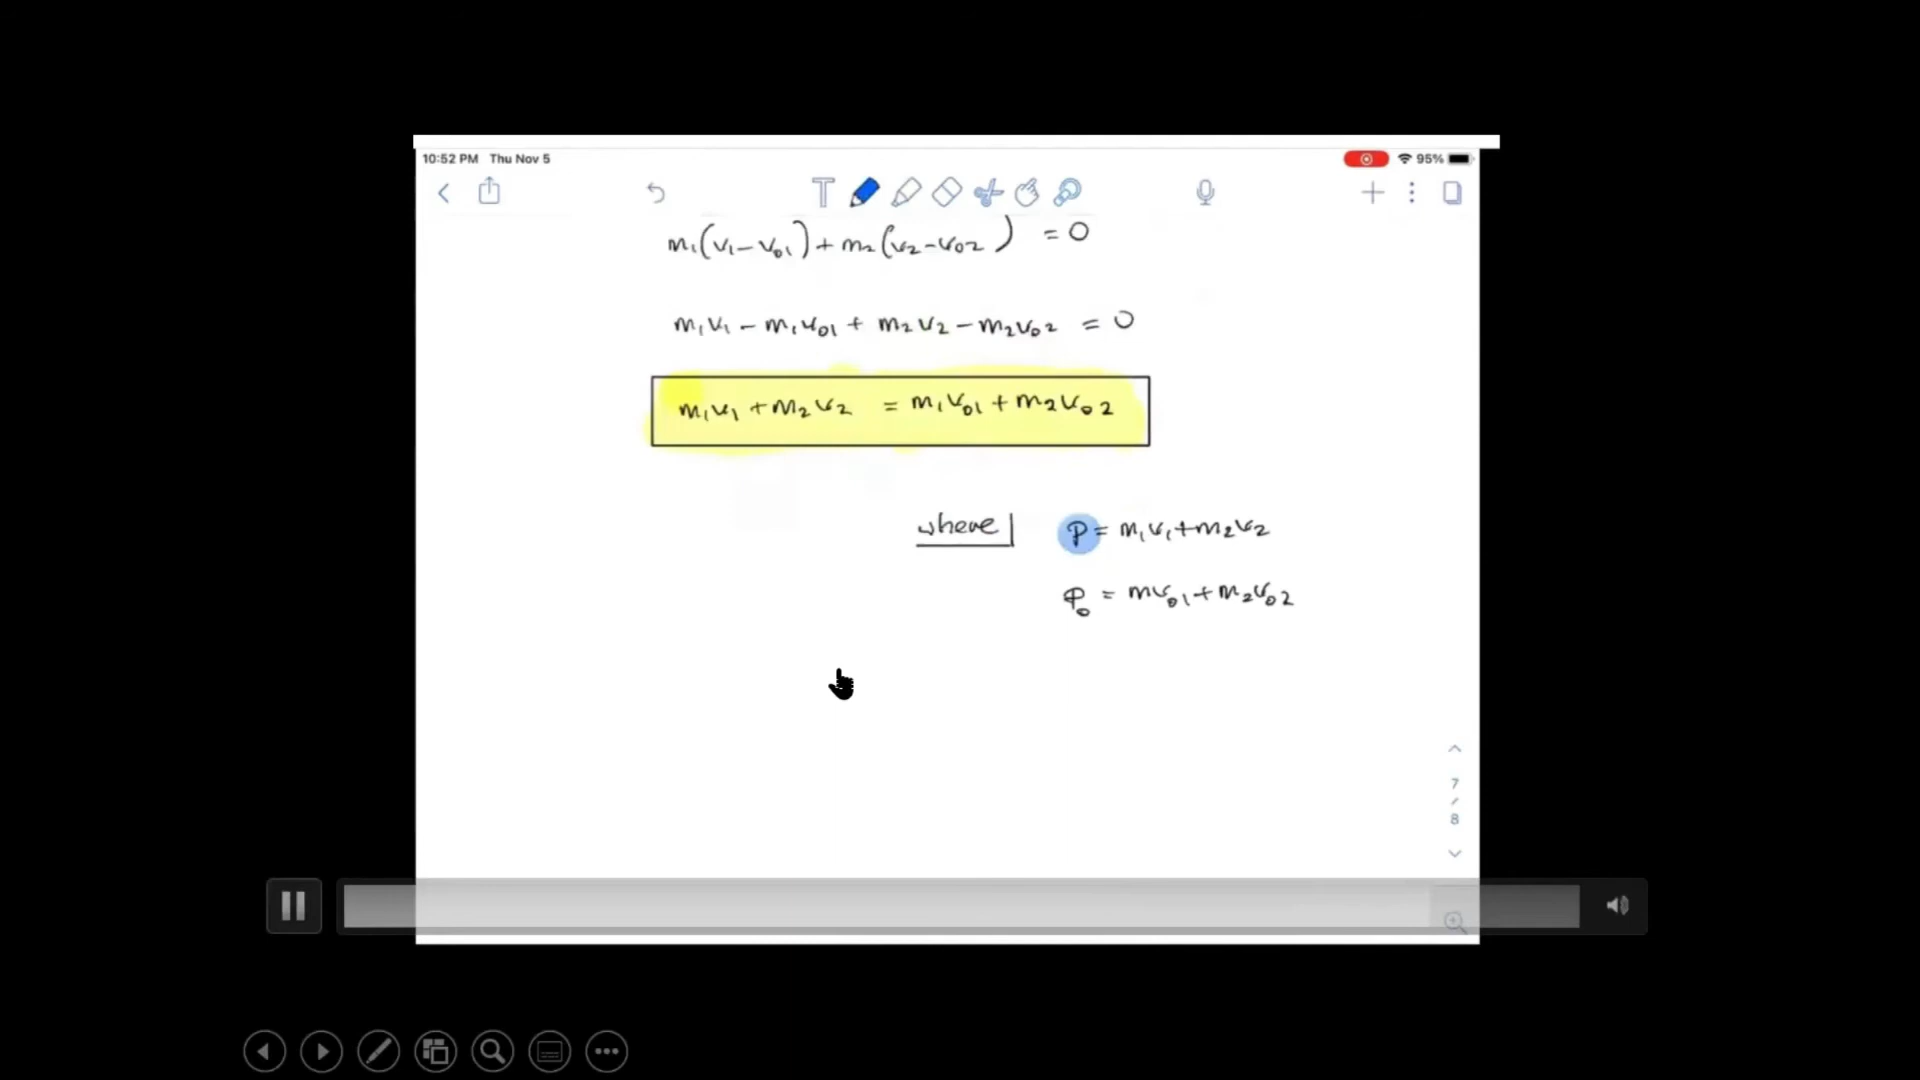 10:52 PM Thu Nov 5 95%
m₁(v₁-v₀₁)+m₂(v₂-v₀₂) = 0
m₁v₁ - m₁v₀₁ + m₂v₂ - m₂v₀₂ = 0
m₁v₁ + m₂v₂ = m₁v₀₁ + m₂v₀₂
where P = m₁v₁+m₂v₂
P₀ = mv₀₁+m₂v₀₂
7
/
8